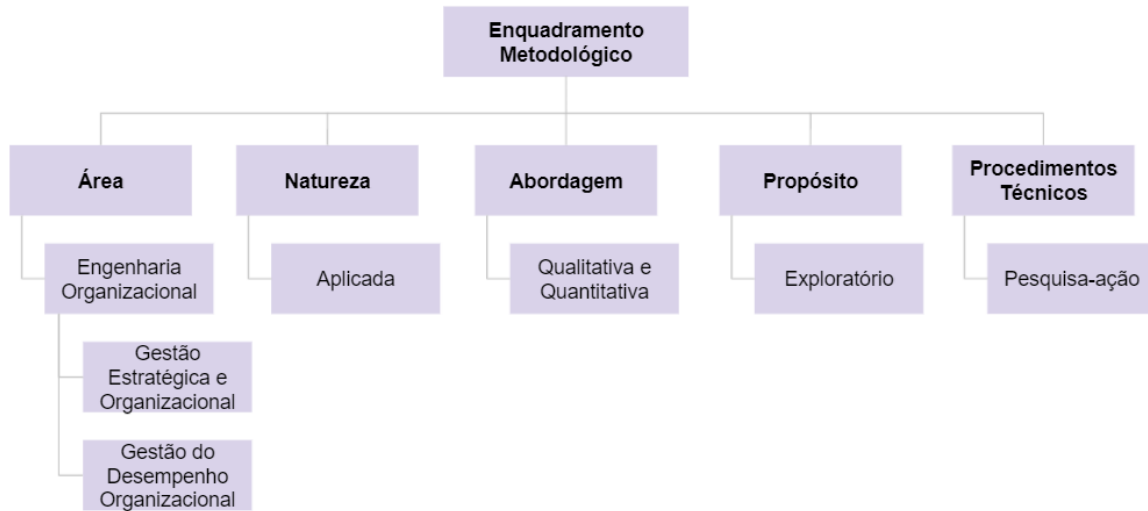 Enquadramento
Metodológico
Área
Natureza
Abordagem
Propósito
Procedimentos
Técnicos
Engenharia
Organizacional
Aplicada
Qualitativa e
Quantitativa
Exploratório
Pesquisa-ação
Gestão
Estratégica e
Organizacional
Gestão do
Desempenho
Organizacional